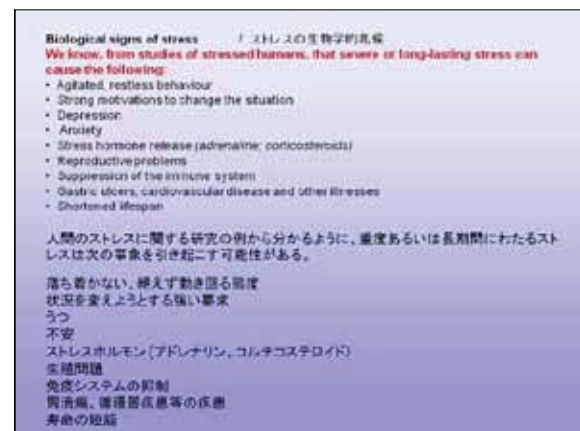 Biological signs of stress / ストレスの生物学的兆候
We know, from studies of stressed humans, that severe or long-lasting stress can
cause the following:
• Agitated, restless behaviour
• Strong motivations to change the situation
• Depression
• Anxiety
• Stress hormone release (adrenaline; corticosteroids)
• Reproductive problems
• Suppression of the immune system
• Gastric ulcers, cardiovascular disease and other illnesses
• Shortened lifespan
人間のストレスに関する研究の例から分かるように、重度あるいは長期間にわたるスト
レスは次の事象を引き起こす可能性がある。
落ち着かない、絶えず動き回る態度
状況を変えようとする強い要求
うつ
不安
ストレスホルモン(アドレナリン、コルチコステロイド)
生殖問題
免疫システムの抑制
胃潰瘍、循環器疾患等の疾患
寿命の短縮